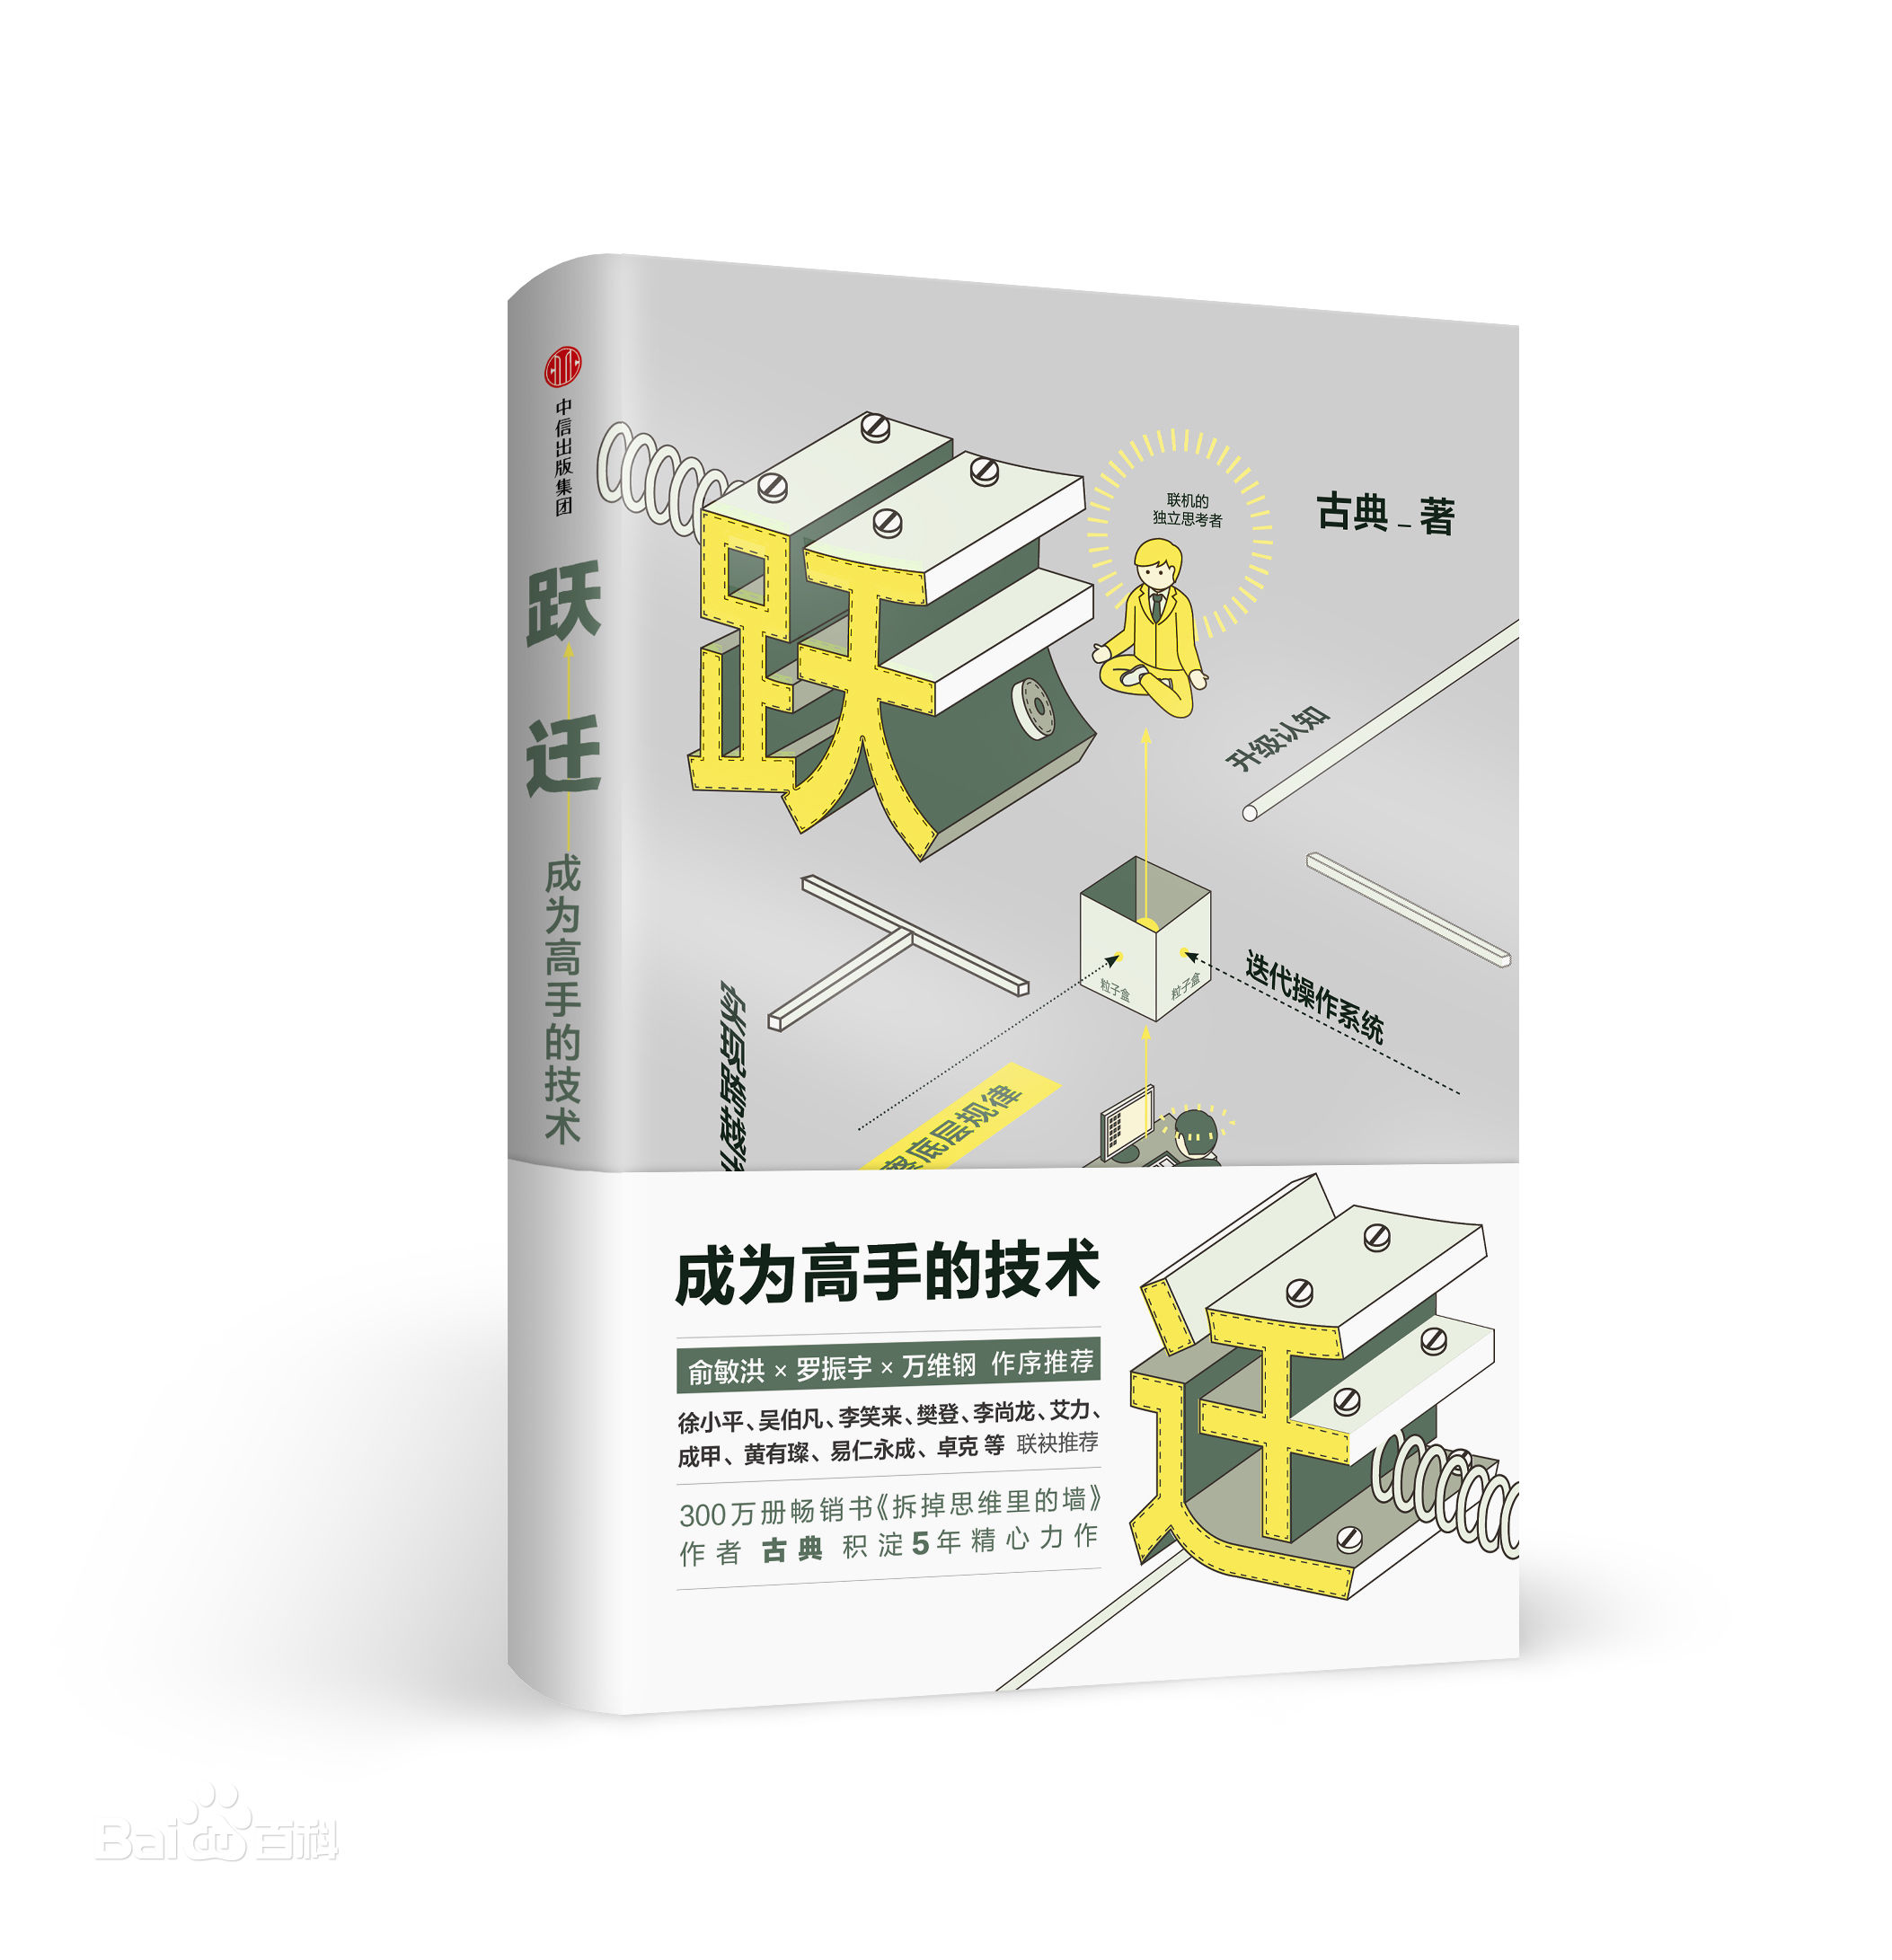 中信出版集团
跃迁
成为高手的技术
跃
联机的
独立思考者
古典_著
升级认知
粒子盒
粒子盒
迭代操作系统
底层规律
成为高手的技术
迁
俞敏洪×罗振宇×万维钢 作序推荐
徐小平、吴伯凡、李笑来、樊登、李尚龙、艾力、
成甲、黄有璨、易仁永成、卓克 等 联袂推荐
300万册畅销书《拆掉思维里的墙》
作者 古典 积淀5年精心力作
Bai百科